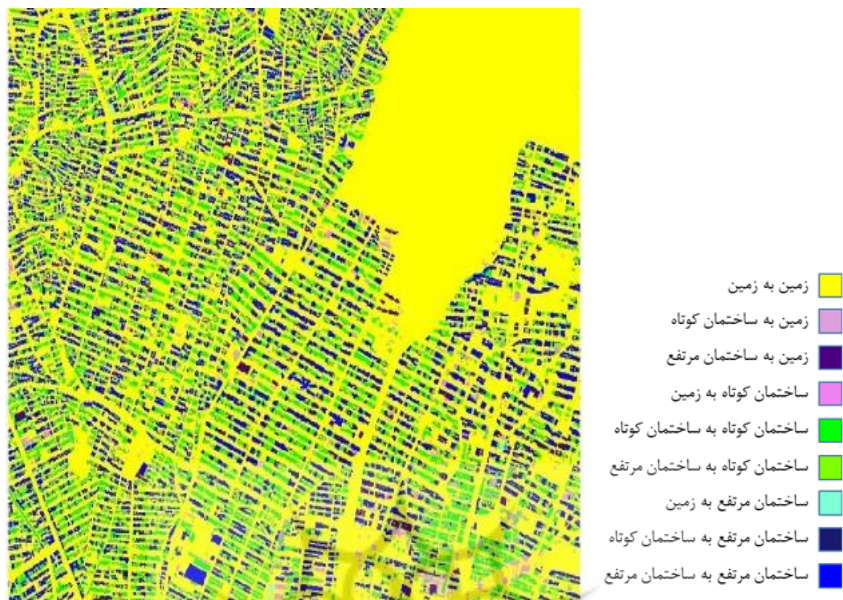 زمین به زمین
زمین به ساختمان کوتاه
زمین به ساختمان مرتفع
ساختمان کوتاه به زمین
ساختمان کوتاه به ساختمان کوتاه
ساختمان کوتاه به ساختمان مرتفع
ساختمان مرتفع به زمین
ساختمان مرتفع به ساختمان کوتاه
ساختمان مرتفع به ساختمان مرتفع